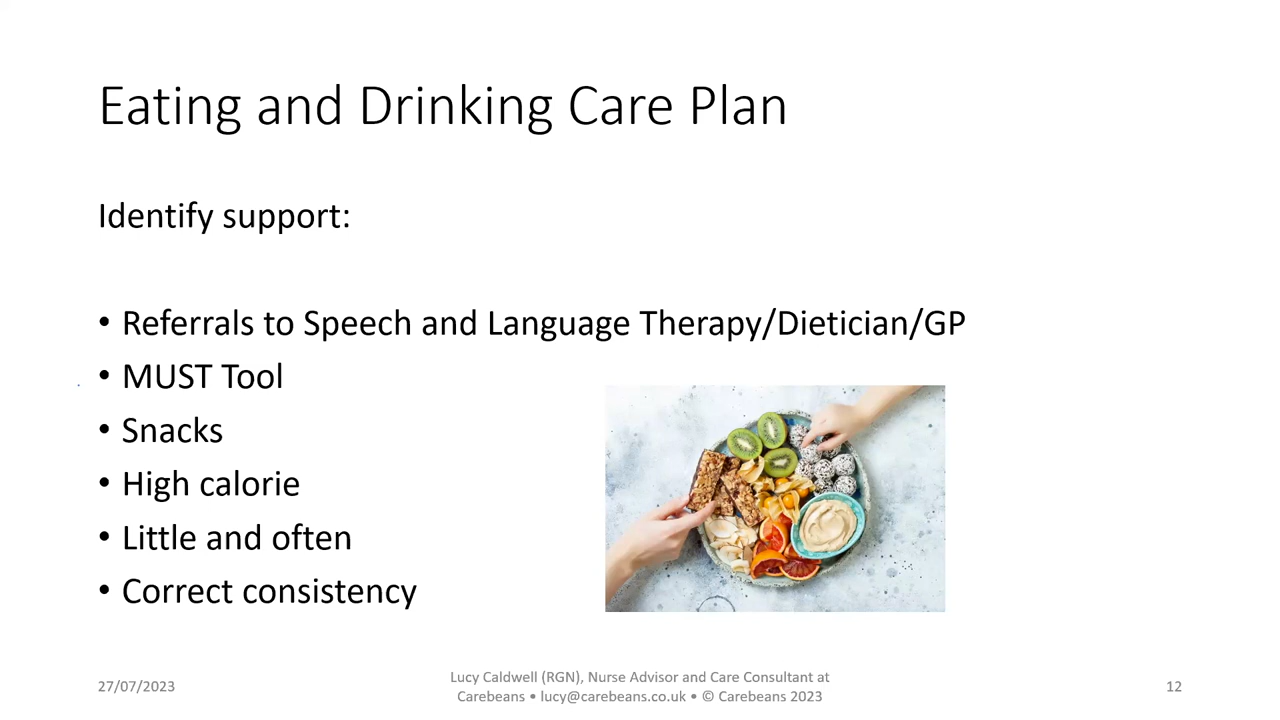 Eating and Drinking Care Plan
Identify support:
• Referrals to Speech and Language Therapy/Dietician/GP
• MUST Tool
• Snacks
• High calorie
• Little and often
• Correct consistency
27/07/2023
Lucy Caldwell (RGN), Nurse Advisor and Care Consultant at
Carebeans • lucy@carebeans.co.uk • © Carebeans 2023
12